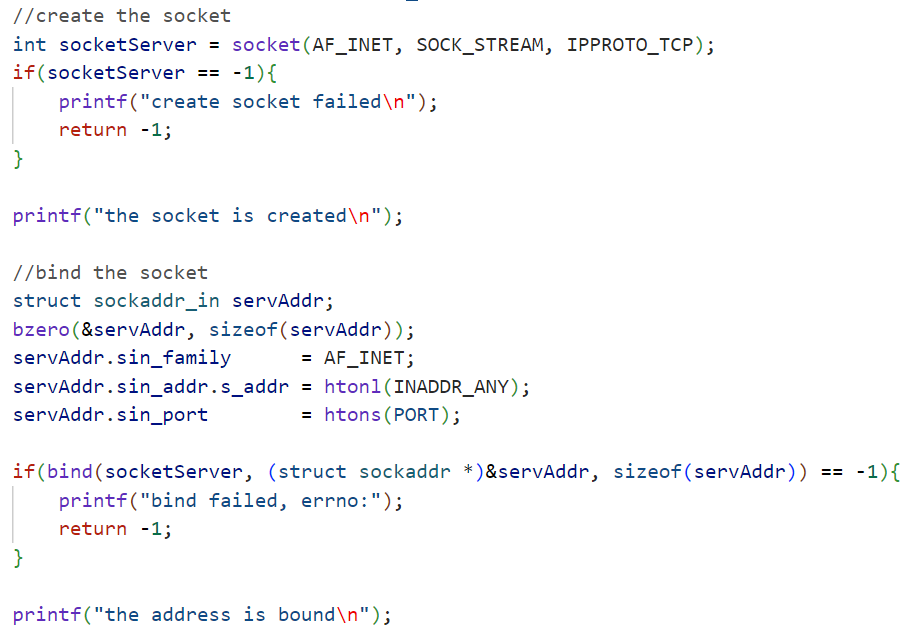 //create the socket
int socketServer = socket(AF_INET, SOCK_STREAM, IPPROTO_TCP);
if(socketServer == -1){
    printf("create socket failed\n");
    return -1;
}

printf("the socket is created\n");

//bind the socket
struct sockaddr_in servAddr;
bzero(&servAddr, sizeof(servAddr));
servAddr.sin_family      = AF_INET;
servAddr.sin_addr.s_addr = htonl(INADDR_ANY);
servAddr.sin_port        = htons(PORT);

if(bind(socketServer, (struct sockaddr *)&servAddr, sizeof(servAddr)) == -1){
    printf("bind failed, errno:");
    return -1;
}

printf("the address is bound\n");